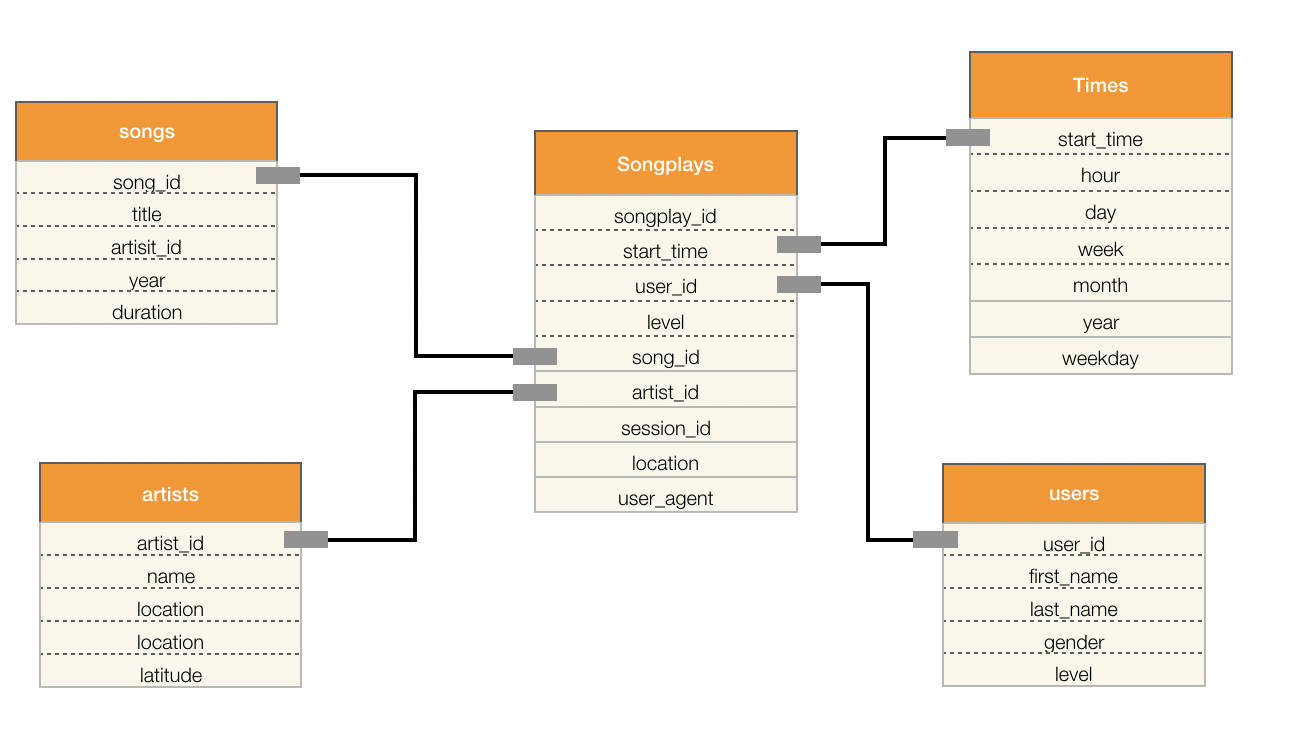 songs
song_id
title
artisit_id
year
duration
artists
artist_id
name
location
location
latitude
Songplays
songplay_id
start_time
user_id
level
song_id
artist_id
session_id
location
user_agent
Times
start_time
hour
day
week
month
year
weekday
users
user_id
first_name
last_name
gender
level